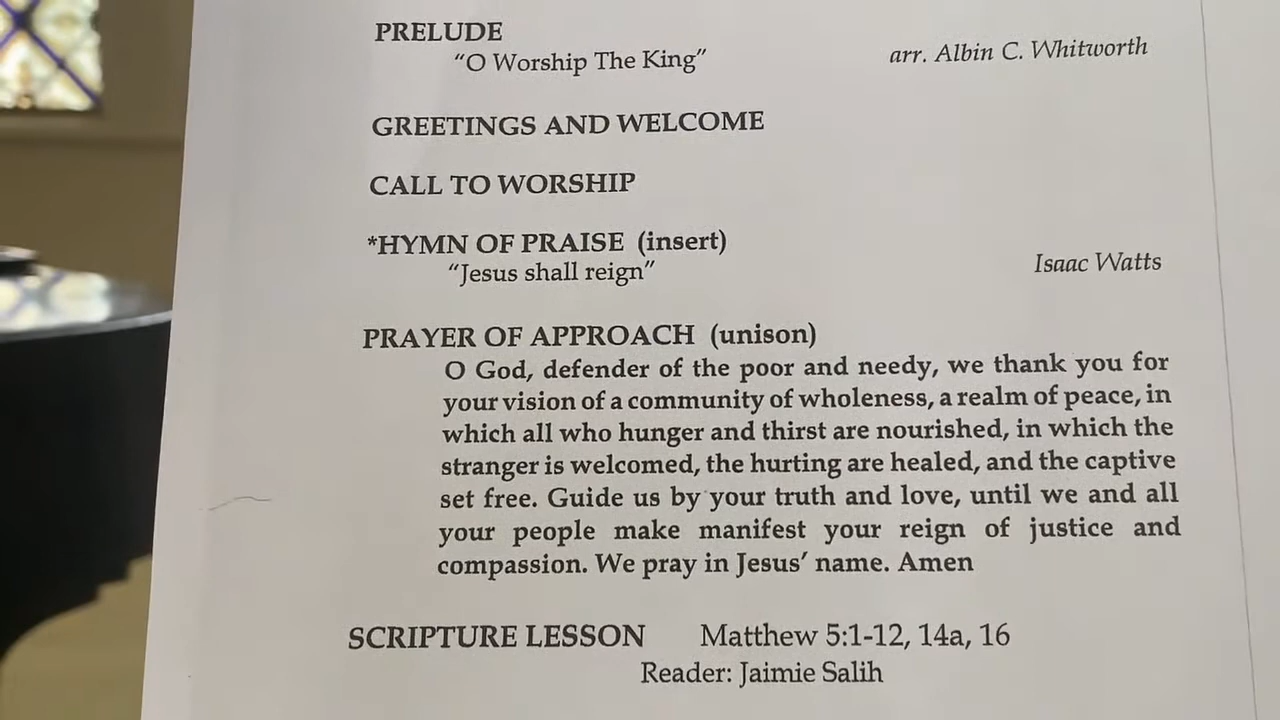 PRELUDE
“O Worship The King” arr. Albin C. Whitworth
GREETINGS AND WELCOME
CALL TO WORSHIP
*HYMN OF PRAISE (insert)
“Jesus shall reign” Isaac Watts
PRAYER OF APPROACH (unison)
O God, defender of the poor and needy, we thank you for
your vision of a community of wholeness, a realm of peace, in
which all who hunger and thirst are nourished, in which the
stranger is welcomed, the hurting are healed, and the captive
set free. Guide us by your truth and love, until we and all
your people make manifest your reign of justice and
compassion. We pray in Jesus’ name. Amen
SCRIPTURE LESSON Matthew 5:1-12, 14a, 16
Reader: Jaimie Salih